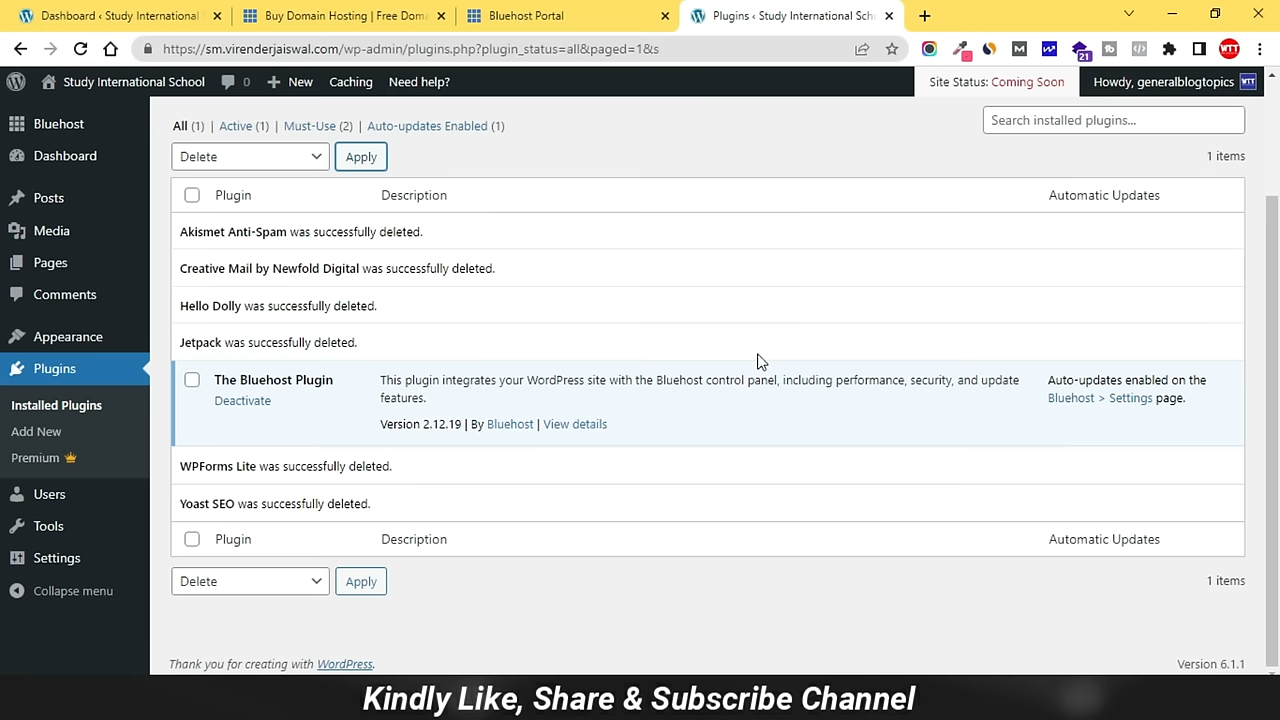 Dashboard ‹ Study International
Buy Domain Hosting | Free Dom
Bluehost Portal
Plugins ‹ Study International Scho
https://sm.virenderjaiswal.com/wp-admin/plugins.php?plugin_status=all&paged=1&s
21
WTT
Study International School
0
New
Caching
Need help?
Site Status: Coming Soon
Howdy, generalblogtopics
WTT
Bluehost
Dashboard
Posts
Media
Pages
Comments
Appearance
Plugins
Installed Plugins
Add New
Premium
Users
Tools
Settings
Collapse menu
All (1) | Active (1) | Must-Use (2) | Auto-updates Enabled (1)
Search installed plugins...
Delete
Apply
1 items
Plugin
Description
Automatic Updates
Akismet Anti-Spam was successfully deleted.
Creative Mail by Newfold Digital was successfully deleted.
Hello Dolly was successfully deleted.
Jetpack was successfully deleted.
The Bluehost Plugin
Deactivate
This plugin integrates your WordPress site with the Bluehost control panel, including performance, security, and update
features.
Version 2.12.19 | By Bluehost | View details
Auto-updates enabled on the
Bluehost > Settings page.
WPForms Lite was successfully deleted.
Yoast SEO was successfully deleted.
Plugin
Description
Automatic Updates
Delete
Apply
1 items
Thank you for creating with WordPress.
Version 6.1.1
Kindly Like, Share & Subscribe Channel